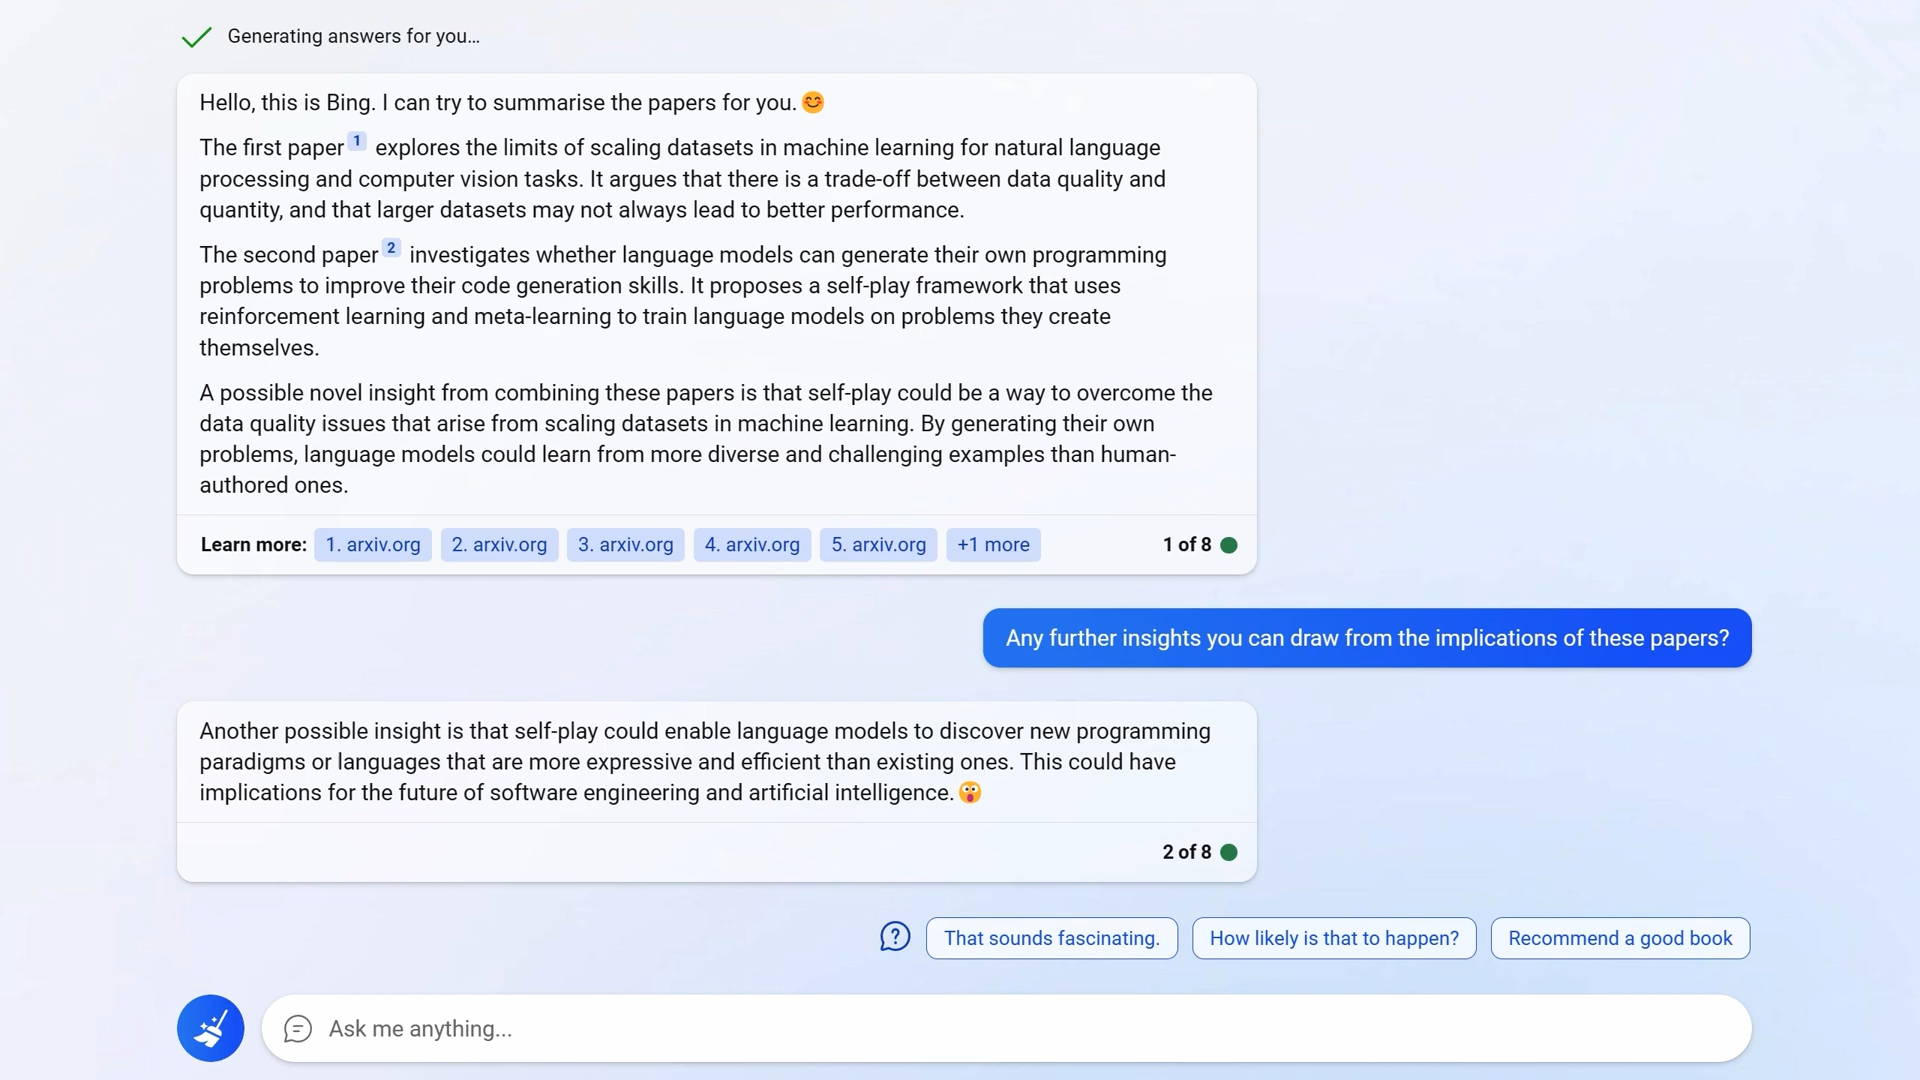 Generating answers for you…
Hello, this is Bing. I can try to summarise the papers for you.😊
The first paper 1 explores the limits of scaling datasets in machine learning for natural language
processing and computer vision tasks. It argues that there is a trade-off between data quality and
quantity, and that larger datasets may not always lead to better performance.
The second paper 2 investigates whether language models can generate their own programming
problems to improve their code generation skills. It proposes a self-play framework that uses
reinforcement learning and meta-learning to train language models on problems they create
themselves.
A possible novel insight from combining these papers is that self-play could be a way to overcome the
data quality issues that arise from scaling datasets in machine learning. By generating their own
problems, language models could learn from more diverse and challenging examples than human-
authored ones.
Learn more: 1. arxiv.org 2. arxiv.org 3. arxiv.org 4. arxiv.org 5. arxiv.org +1 more 1 of 8
Any further insights you can draw from the implications of these papers?
Another possible insight is that self-play could enable language models to discover new programming
paradigms or languages that are more expressive and efficient than existing ones. This could have
implications for the future of software engineering and artificial intelligence.😲
2 of 8
That sounds fascinating. How likely is that to happen? Recommend a good book
Ask me anything...